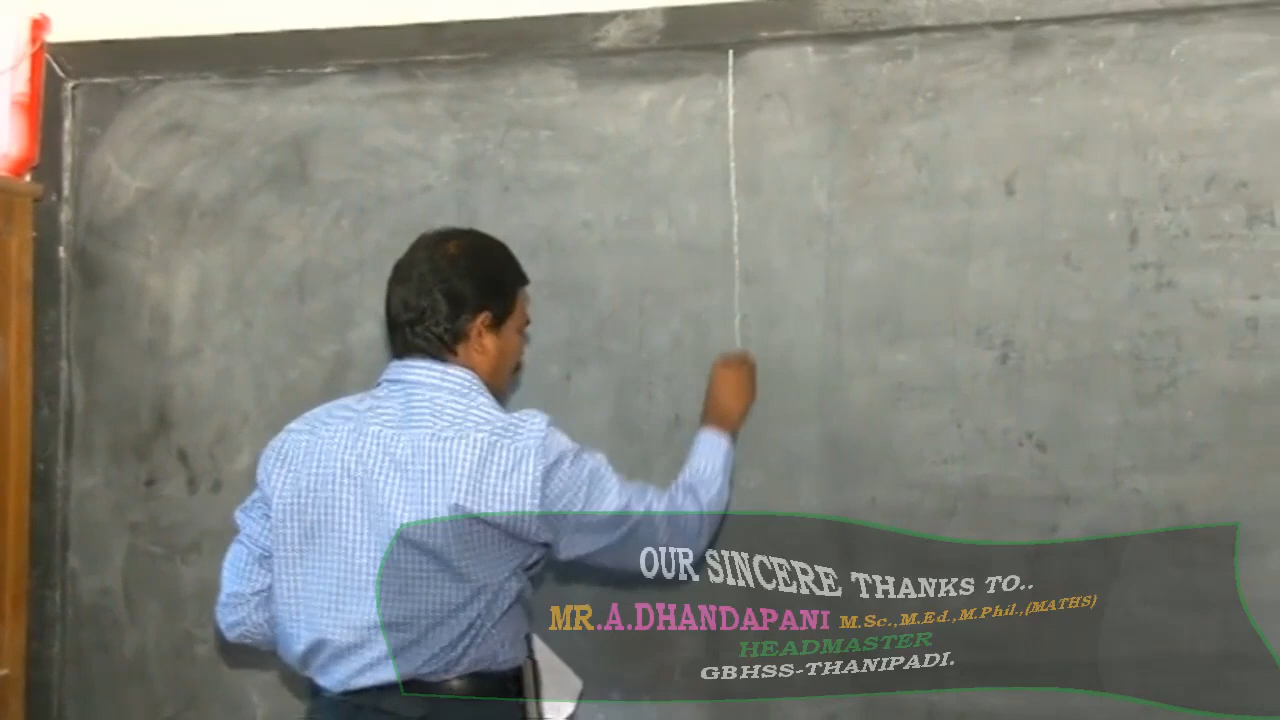 OUR SINCERE THANKS TO..
MR.A.DHANDAPANI M.Sc.,M.Ed.,M.Phil.,(MATHS)
HEADMASTER
GBHSS-THANIPADI.